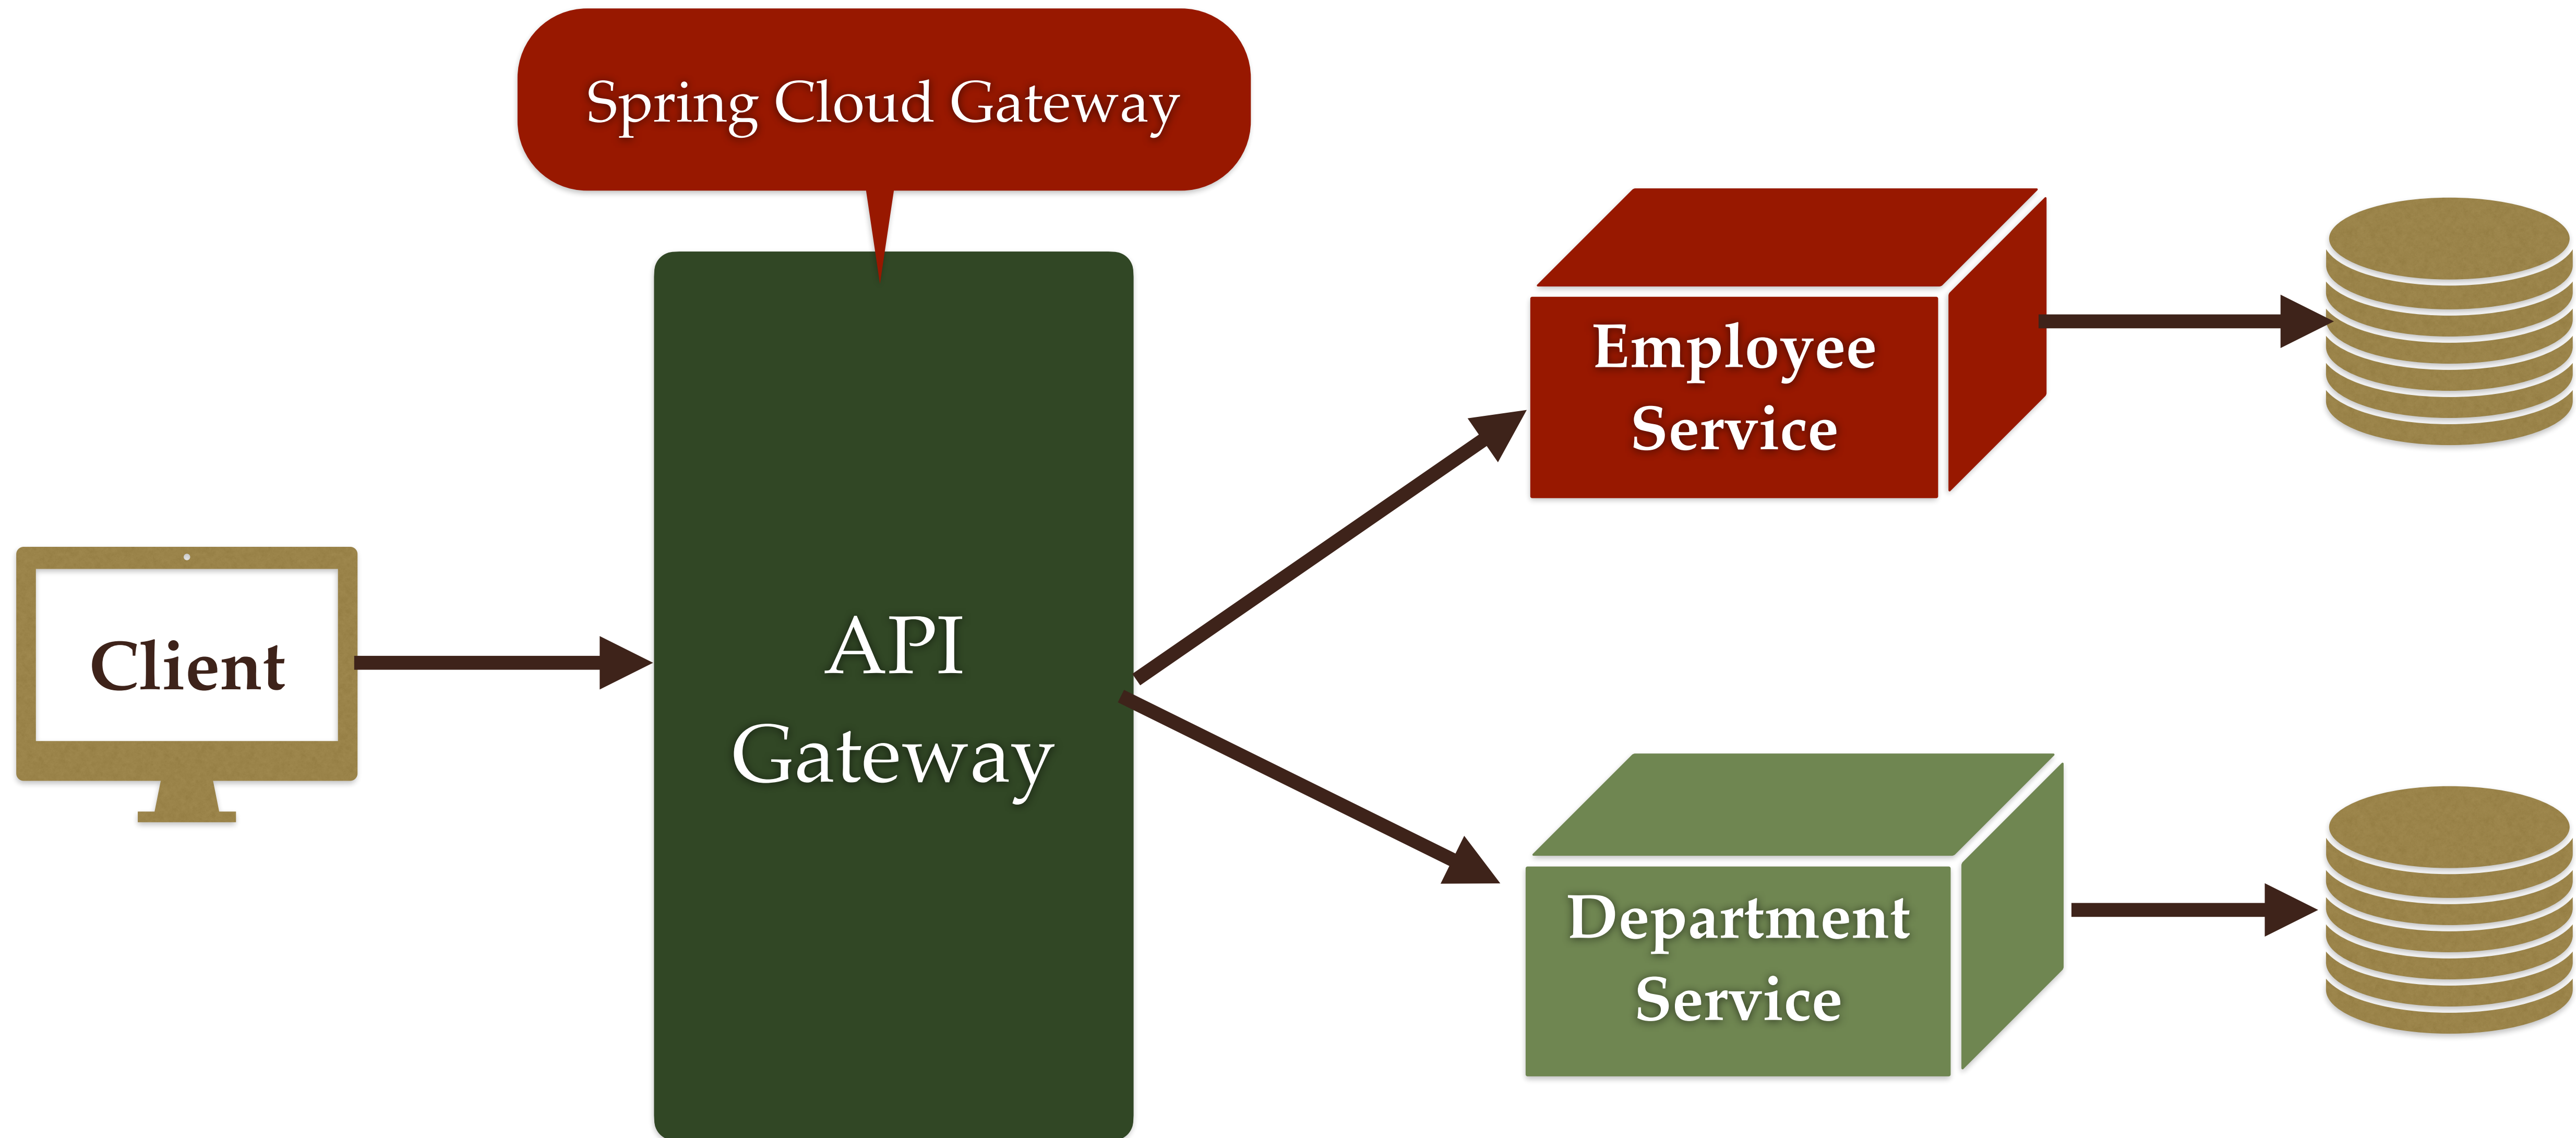 Spring Cloud Gateway
Client
API
Gateway
Employee
Service
Department
Service